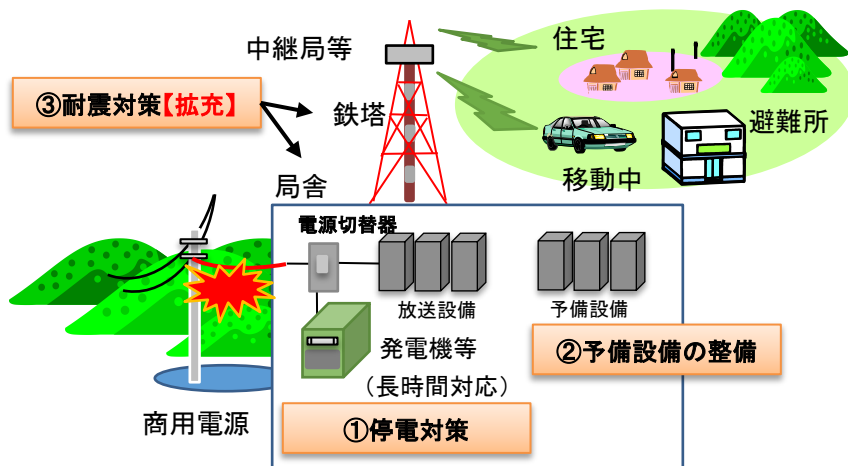 中継局等
住宅
③耐震対策【拡充】
鉄塔
避難所
移動中
局舎
電源切替器
放送設備
予備設備
発電機等
（長時間対応）
②予備設備の整備
商用電源
①停電対策